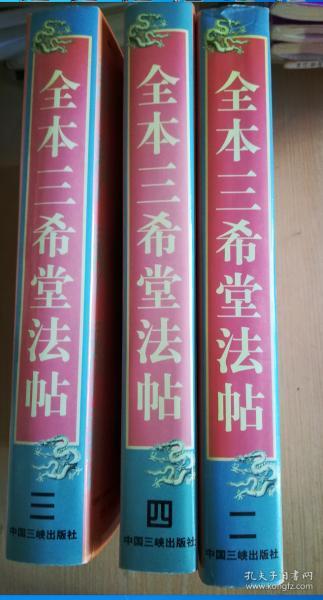 全本三希堂法帖
三
中国三峡出版社
全本三希堂法帖
四
中国三峡出版社
全本三希堂法帖
二
中国三峡出版社
孔夫子旧书网